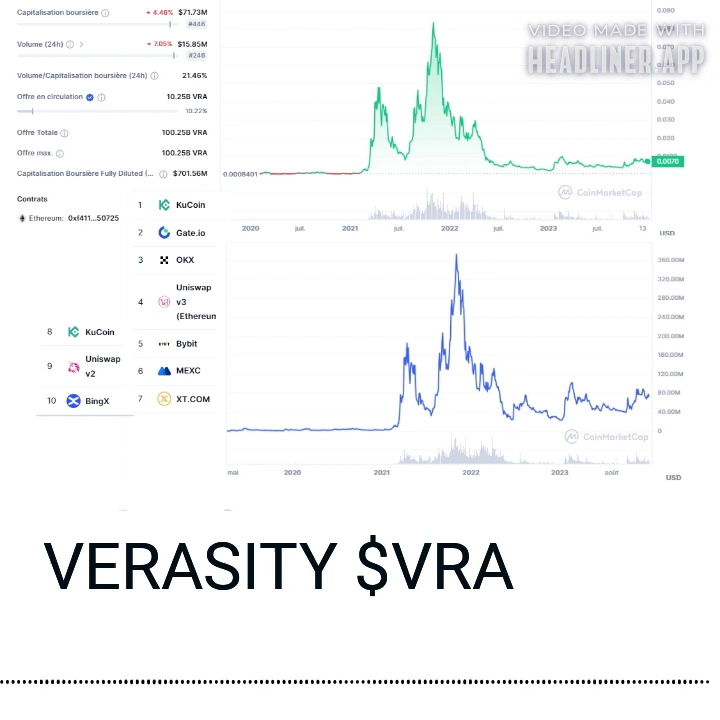 Capitalisation boursière
4.46% $71.73M
#446
Volume (24h)
7.05% $15.85M
#246
Volume/Capitalisation boursière (24h) 21.46%
Offre en circulation 10.25B VRA
10.22%
Offre Totale 100.25B VRA
Offre max. 100.25B VRA
Capitalisation Boursière Fully Diluted (... $701.56M
Contrats
Ethereum: 0xf411...50725
1 KuCoin
2 Gate.io
3 OKX
4 Uniswap
v3
(Ethereum
5 Bybit
6 MEXC
7 XT.COM
8 KuCoin
9 Uniswap
v2
10 BingX
VIDEO MADE WITH
HEADLINER.APP
0.090
0.060
0.050
0.040
0.030
0.020
0.0070
0.0008401
CoinMarketCap
2020 juil. 2021 juil. 2022 juil. 2023 juil. 13
USD
360.00M
320.00M
280.00M
240.00M
200.00M
160.00M
120.00M
80.00M
40.00M
0
CoinMarketCap
mai 2020 2021 2022 2023 août
USD
VERASITY $VRA